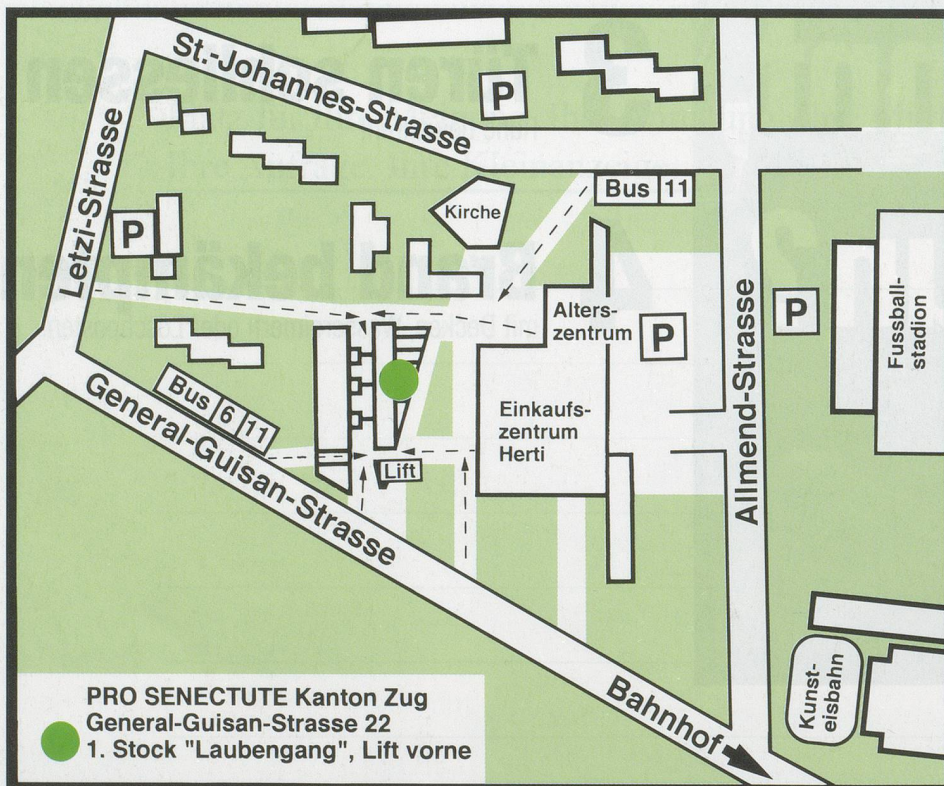 St.-Johannes-Strasse
P
Letzi-Strasse
P
Kirche
Bus 11
Alters-
zentrum
P
P
Fussball-
stadion
Allmend-Strasse
Einkaufs-
zentrum
Herti
Bus 6 11
General-Guisan-Strasse
Lift
Bahnhof
Kunst-
eisbahn
PRO SENECTUTE Kanton Zug
General-Guisan-Strasse 22
1. Stock "Laubengang", Lift vorne